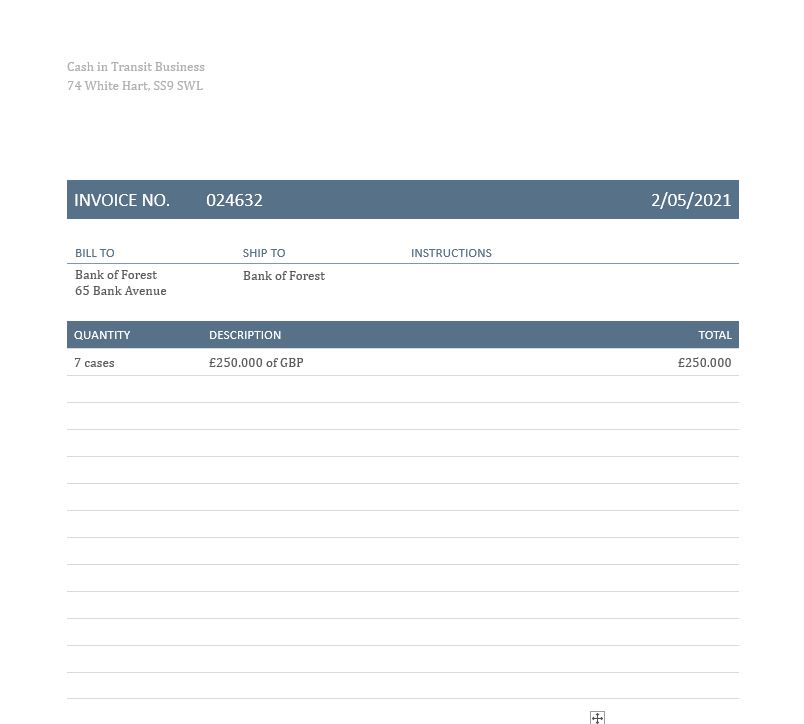 Cash in Transit Business
74 White Hart, SS9 SWL
INVOICE NO. 024632 2/05/2021
BILL TO SHIP TO INSTRUCTIONS
Bank of Forest Bank of Forest
65 Bank Avenue
QUANTITY DESCRIPTION TOTAL
7 cases £250.000 of GBP £250.000